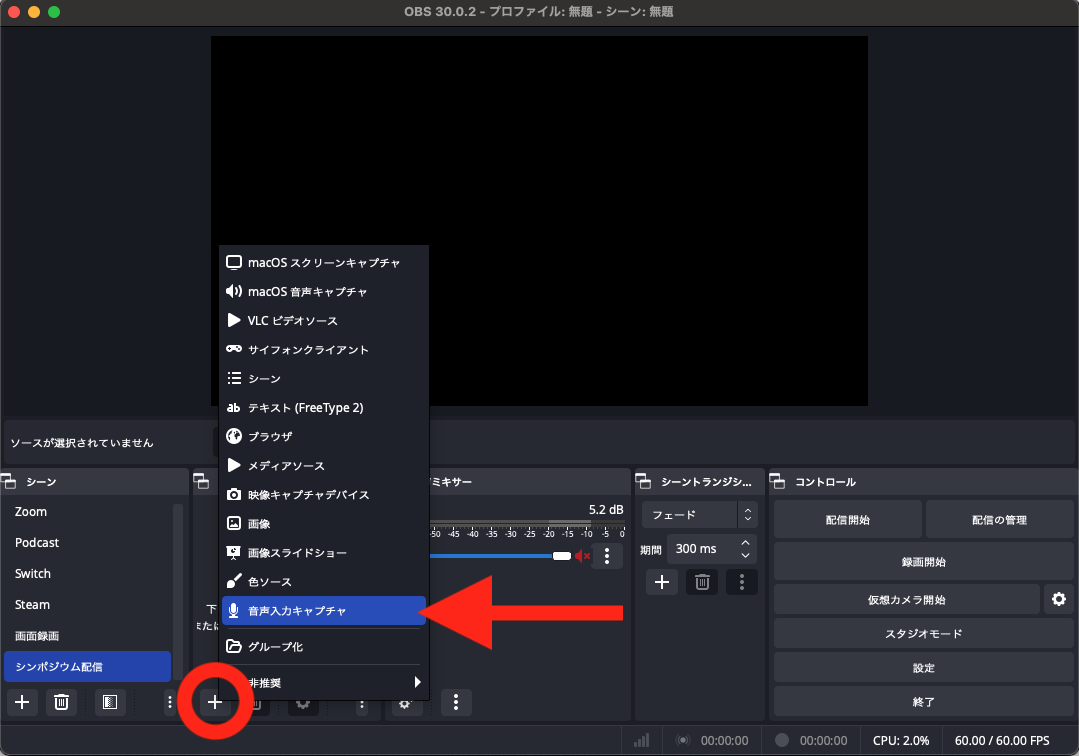 OBS 30.0.2 - プロファイル: 無題 - シーン: 無題
macOS スクリーンキャプチャ
macOS 音声キャプチャ
VLC ビデオソース
サイフォンクライアント
シーン
ab テキスト (FreeType 2)
ブラウザ
メディアソース
映像キャプチャデバイス
画像
画像スライドショー
色ソース
音声入力キャプチャ
グループ化
非推奨
ソースが選択されていません
シーン
Zoom
Podcast
Switch
Steam
画面録画
シンポジウム配信
下
または
ミキサー
5.2 dB
-50 -45 -40 -35 -30 -25 -20 -15 -10 -5 0
シーントランジシ...
フェード
期間 300 ms
コントロール
配信開始 配信の管理
録画開始
仮想カメラ開始
スタジオモード
設定
終了
00:00:00 00:00:00 CPU: 2.0% 60.00 / 60.00 FPS